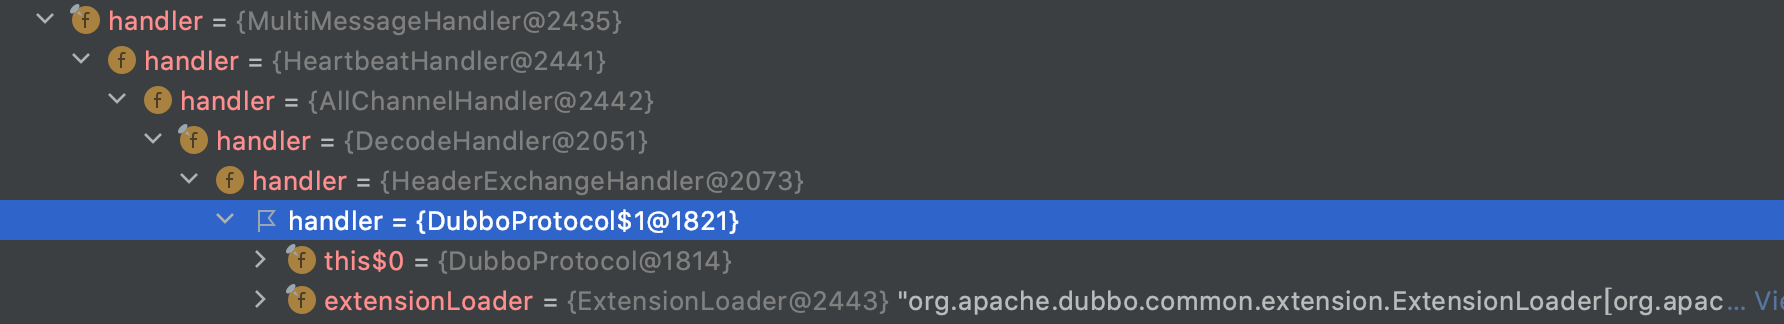 handler = {MultiMessageHandler@2435}
handler = {HeartbeatHandler@2441}
handler = {AllChannelHandler@2442}
handler = {DecodeHandler@2051}
handler = {HeaderExchangeHandler@2073}
handler = {DubboProtocol$1@1821}
this$0 = {DubboProtocol@1814}
extensionLoader = {ExtensionLoader@2443} "org.apache.dubbo.common.extension.ExtensionLoader[org.apac... Vie